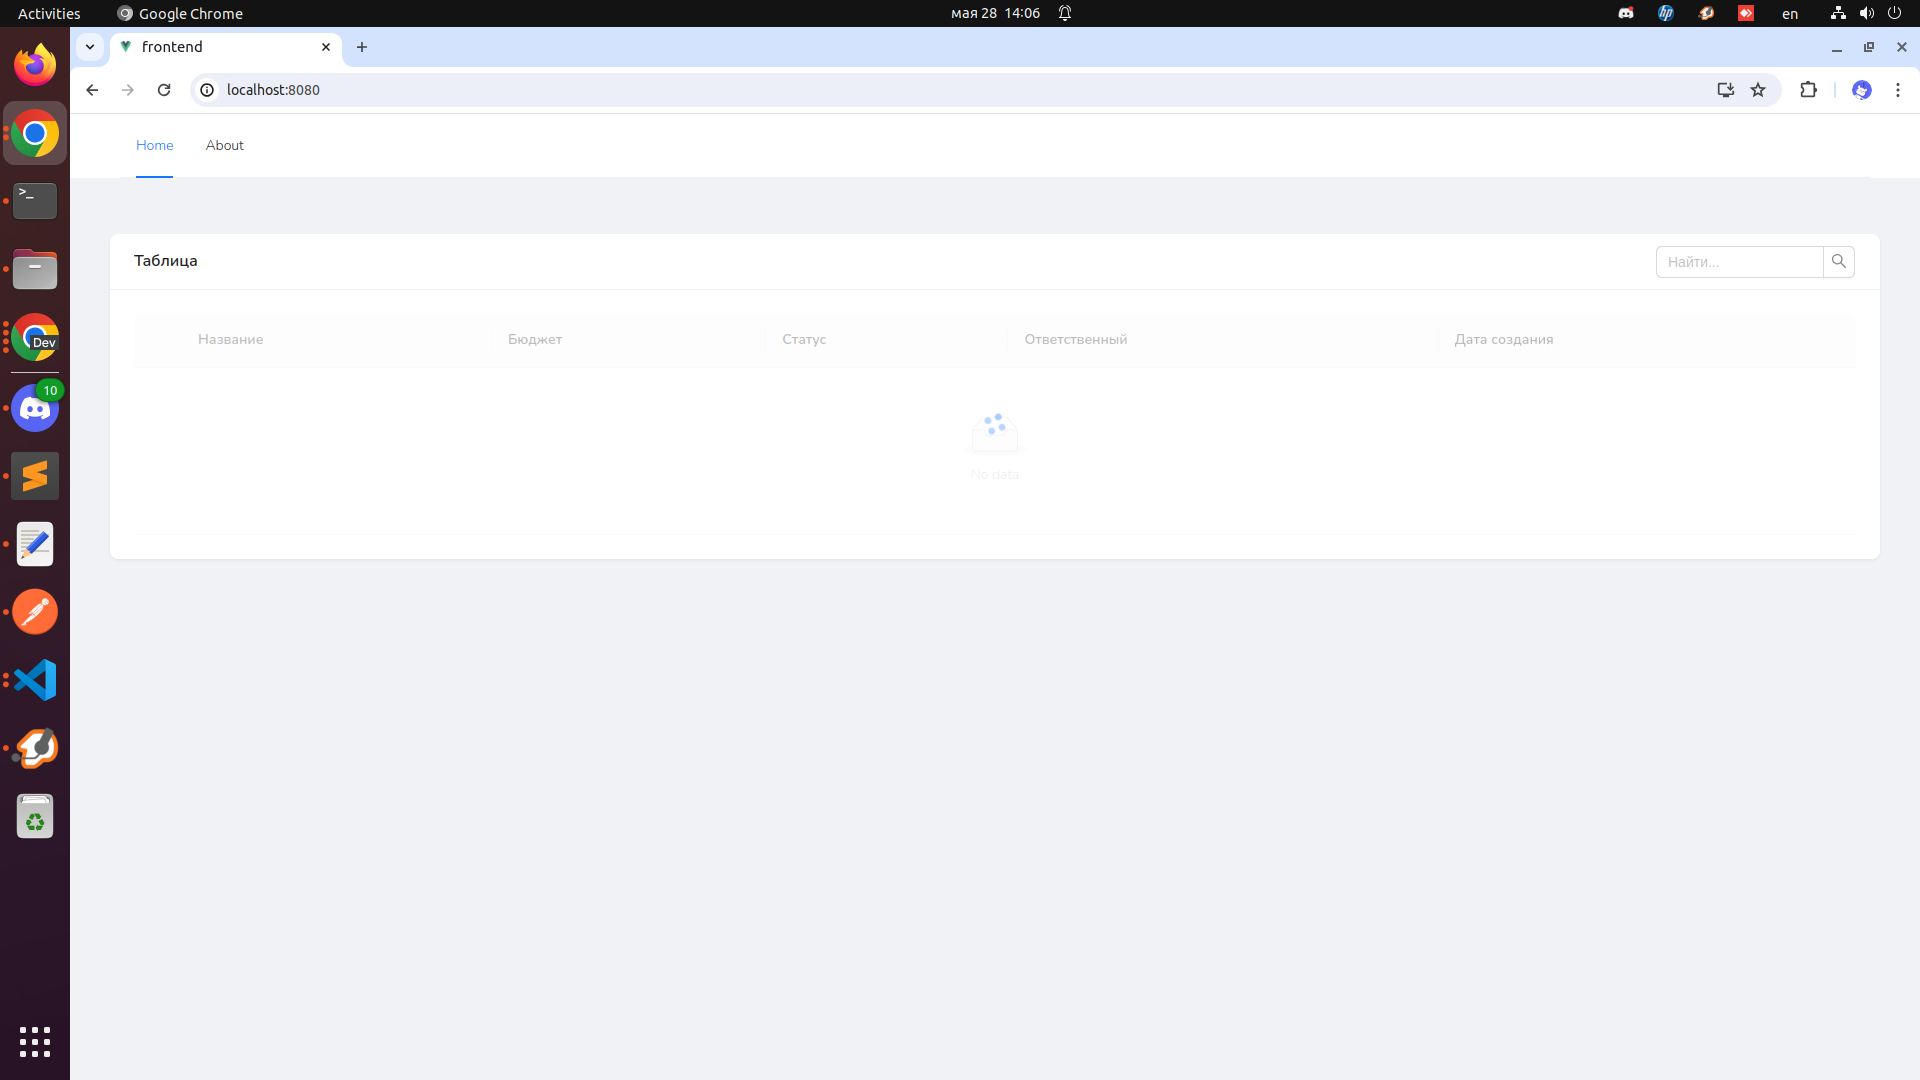 Activities
Google Chrome
мая 28 14:06
en
frontend
localhost:8080
Home
About
Таблица
Найти...
Название
Бюджет
Статус
Ответственный
Дата создания
No data
>_
Dev
10
hp